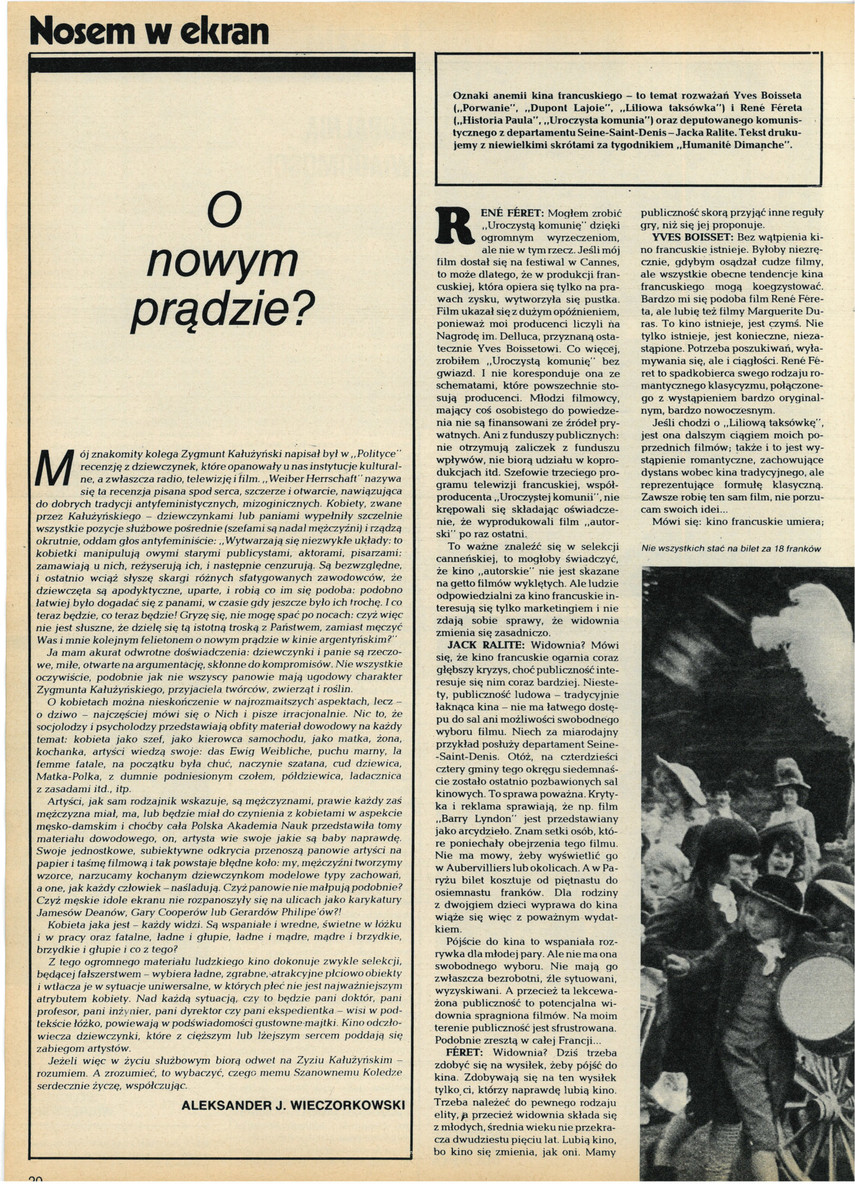 Nosem w ekran
O
nowym
prądzie?
Mój znakomity kolega Zygmunt Kałużyński napisał był w „Polityce"
recenzję z dziewczynek, które opanowały u nas instytucje kultural-
ne, a zwłaszcza radio, telewizję i film. „Weiber Herrschaft" nazywa
się ta recenzja pisana spod serca, szczerze i otwarcie, nawiązująca
do dobrych tradycji antyfeministycznych, mizoginicznych. Kobiety, zwane
przez Kałużyńskiego – dziewczynkami lub paniami wypełniły szczelnie
wszystkie pozycje służbowe pośrednie (szefami są nadal mężczyźni) i rządzą
okrutnie, oddam głos antyfeminiście: „Wytwarzają się niezwykłe układy: to
kobietki manipulują owymi starymi publicystami, aktorami, pisarzami:
zamawiają u nich, reżyserują ich, i następnie cenzurują. Są bezwzględne,
i ostatnio wciąż słyszę skargi różnych sfatygowanych zawodowców, że
dziewczęta są apodyktyczne, uparte, i robią co im się podoba: podobno
łatwiej było dogadać się z panami, w czasie gdy jeszcze było ich trochę. I co
teraz będzie, co teraz będzie! Gryzę się, nie mogę spać po nocach: czyż więc
nie jest słuszne, że dzielę się tą istotną troską z Państwem, zamiast męczyć
Was i mnie kolejnym felietonem o nowym prądzie w kinie argentyńskim?"
Ja mam akurat odwrotne doświadczenia: dziewczynki i panie są rzeczo-
we, miłe, otwarte na argumentację, skłonne do kompromisów. Nie wszystkie
oczywiście, podobnie jak nie wszyscy panowie mają ugodowy charakter
Zygmunta Kałużyńskiego, przyjaciela twórców, zwierząt i roślin.
O kobietach można nieskończenie w najrozmaitszych aspektach, lecz –
o dziwo – najczęściej mówi się o Nich i pisze irracjonalnie. Nic to, że
socjolodzy i psycholodzy przedstawiają obfity materiał dowodowy na każdy
temat: kobieta jako szef, jako kierowca samochodu, jako matka, żona,
kochanka, artyści wiedzą swoje: das Ewig Weibliche, puchu marny, la
femme fatale, na początku była chuć, naczynie szatana, cud dziewica,
Matka-Polka, z dumnie podniesionym czołem, półdziewica, ladacznica
z zasadami itd., itp.
Artyści, jak sam rodzajnik wskazuje, są mężczyznami, prawie każdy zaś
mężczyzna miał, ma, lub będzie miał do czynienia z kobietami w aspekcie
męsko-damskim i choćby cała Polska Akademia Nauk przedstawiła tomy
materiału dowodowego, on, artysta wie swoje jakie są baby naprawdę.
Swoje jednostkowe, subiektywne odkrycia przenoszą panowie artyści na
papier i taśmę filmową i tak powstaje błędne koło: my, mężczyźni tworzymy
wzorce, narzucamy kochanym dziewczynkom modelowe typy zachowań,
a one, jak każdy człowiek – naśladują. Czyż panowie nie małpują podobnie?
Czyż męskie idole ekranu nie rozpanoszyły się na ulicach jako karykatury
Jamesów Deanów, Gary Cooperów lub Gerardów Philipe'ów?!
Kobieta jaka jest – każdy widzi. Są wspaniałe i wredne, świetne w łóżku
i w pracy oraz fatalne, ładne i głupie, ładne i mądre, mądre i brzydkie,
brzydkie i głupie i co z tego?
Z tego ogromnego materiału ludzkiego kino dokonuje zwykle selekcji,
będącej fałszerstwem – wybiera ładne, zgrabne, atrakcyjne płciowo obiekty
i wtłacza je w sytuacje uniwersalne, w których płeć nie jest najważniejszym
atrybutem kobiety. Nad każdą sytuacją, czy to będzie pani doktór, pani
profesor, pani inżynier, pani dyrektor czy pani ekspedientka – wisi w pod-
tekście łóżko, powiewają w podświadomości gustowne majtki. Kino odczło-
wiecza dziewczynki, które z cięższym lub lżejszym sercem poddają się
zabiegom artystów.
Jeżeli więc w życiu służbowym biorą odwet na Zyziu Kałużyńskim –
rozumiem. A zrozumieć, to wybaczyć, czego memu Szanownemu Koledze
serdecznie życzę, współczując.
ALEKSANDER J. WIECZORKOWSKI
Oznaki anemii kina francuskiego – to temat rozważań Yves Boisseta
(„Porwanie", „Dupont Lajoie", „Liliowa taksówka") i René Féreta
(„Historia Paula", „Uroczysta komunia") oraz deputowanego komunis-
tycznego z departamentu Seine-Saint-Denis – Jacka Ralite. Tekst druku-
jemy z niewielkimi skrótami za tygodnikiem „Humanité Dimanche".
RENÉ FÉRET: Mogłem zrobić
„Uroczystą komunię" dzięki
ogromnym wyrzeczeniom,
ale nie w tym rzecz. Jeśli mój
film dostał się na festiwal w Cannes,
to może dlatego, że w produkcji fran-
cuskiej, która opiera się tylko na pra-
wach zysku, wytworzyła się pustka.
Film ukazał się z dużym opóźnieniem,
ponieważ moi producenci liczyli na
Nagrodę im. Delluca, przyznaną osta-
tecznie Yves Boissetowi. Co więcej,
zrobiłem „Uroczystą komunię" bez
gwiazd. I nie koresponduje ona ze
schematami, które powszechnie sto-
sują producenci. Młodzi filmowcy,
mający coś osobistego do powiedze-
nia nie są finansowani ze źródeł pry-
watnych. Ani z funduszy publicznych:
nie otrzymują zaliczek z funduszu
wpływów, nie biorą udziału w kopro-
dukcjach itd. Szefowie trzeciego pro-
gramu telewizji francuskiej, współ-
producenta „Uroczystej komunii", nie
krępowali się składając oświadcze-
nie, że wyprodukowali film „autor-
ski" po raz ostatni.
To ważne znaleźć się w selekcji
canneńskiej, to mogłoby świadczyć,
że kino „autorskie" nie jest skazane
na getto filmów wyklętych. Ale ludzie
odpowiedzialni za kino francuskie in-
teresują się tylko marketingiem i nie
zdają sobie sprawy, że widownia
zmienia się zasadniczo.
JACK RALITE: Widownia? Mówi
się, że kino francuskie ogarnia coraz
głębszy kryzys, choć publiczność inte-
resuje się nim coraz bardziej. Nieste-
ty, publiczność ludowa – tradycyjnie
łaknąca kina – nie ma łatwego dostę-
pu do sal ani możliwości swobodnego
wyboru filmu. Niech za miarodajny
przykład posłuży departament Seine-
-Saint-Denis. Otóż, na czterdzieści
cztery gminy tego okręgu siedemnaś-
cie zostało ostatnio pozbawionych sal
kinowych. To sprawa poważna. Kryty-
ka i reklama sprawiają, że np. film
„Barry Lyndon" jest przedstawiany
jako arcydzieło. Znam setki osób, któ-
re poniechały obejrzenia tego filmu.
Nie ma mowy, żeby wyświetlić go
w Aubervilliers lub okolicach. A w Pa-
ryżu bilet kosztuje od piętnastu do
osiemnastu franków. Dla rodziny
z dwojgiem dzieci wyprawa do kina
wiąże się więc z poważnym wydat-
kiem.
Pójście do kina to wspaniała roz-
rywka dla młodej pary. Ale nie ma ona
swobodnego wyboru. Nie mają go
zwłaszcza bezrobotni, źle sytuowani,
wyzyskiwani. A przecież ta lekcewa-
żona publiczność to potencjalna wi-
downia spragniona filmów. Na moim
terenie publiczność jest sfrustrowana.
Podobnie zresztą w całej Francji...
FÉRET: Widownia? Dziś trzeba
zdobyć się na wysiłek, żeby pójść do
kina. Zdobywają się na ten wysiłek
tylko ci, którzy naprawdę lubią kino.
Trzeba należeć do pewnego rodzaju
elity, a przecież widownia składa się
z młodych, średnia wieku nie przekra-
cza dwudziestu pięciu lat. Lubią kino,
bo kino się zmienia, jak oni. Mamy
publiczność skorą przyjąć inne reguły
gry, niż się jej proponuje.
YVES BOISSET: Bez wątpienia ki-
no francuskie istnieje. Byłoby niezrę-
cznie, gdybym osądzał cudze filmy,
ale wszystkie obecne tendencje kina
francuskiego mogą koegzystować.
Bardzo mi się podoba film René Fére-
ta, ale lubię też filmy Marguerite Du-
ras. To kino istnieje, jest czymś. Nie
tylko istnieje, jest konieczne, nieza-
stąpione. Potrzeba poszukiwań, wyła-
mywania się, ale i ciągłości. René Fé-
ret to spadkobierca swego rodzaju ro-
mantycznego klasycyzmu, połączone-
go z wystąpieniem bardzo oryginal-
nym, bardzo nowoczesnym.
Jeśli chodzi o „Liliową taksówkę",
jest ona dalszym ciągiem moich po-
przednich filmów; także i to jest wy-
stąpienie romantyczne, zachowujące
dystans wobec kina tradycyjnego, ale
reprezentujące formułę klasyczną.
Zawsze robię ten sam film, nie porzu-
cam swoich idei...
Mówi się: kino francuskie umiera;
Nie wszystkich stać na bilet za 18 franków